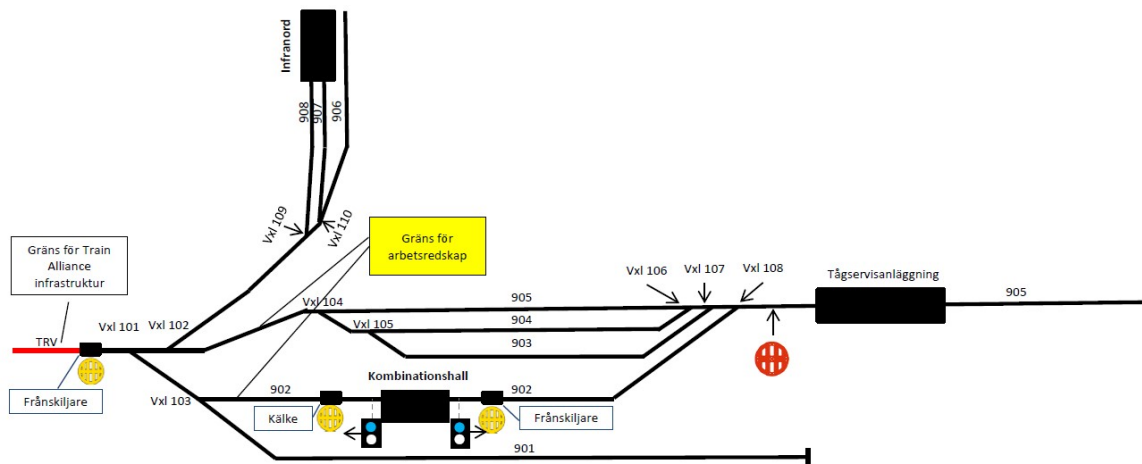 Infranord
908
907
906
Vxl 109
Vxl 110
Gräns för Train
Alliance
infrastruktur
Gräns för
arbetsredskap
Vxl 106
Vxl 107
Vxl 108
Tågservisanläggning
Vxl 104
905
905
Vxl 101
Vxl 102
904
Vxl 105
TRV
903
Frånskiljare
Kombinationshall
Vxl 103
902
902
Kälke
Frånskiljare
901